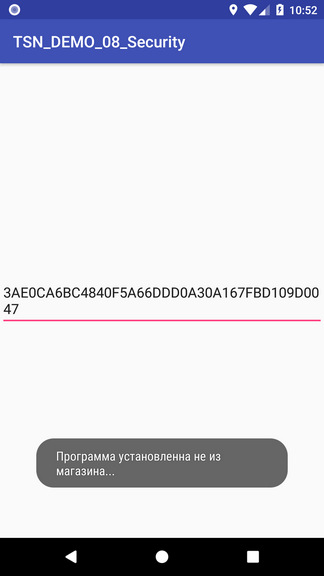 10:52
TSN_DEMO_08_Security
3AE0CA6BC4840F5A66DDD0A30A167FBD109D00
47
Программа установленна не из
магазина...